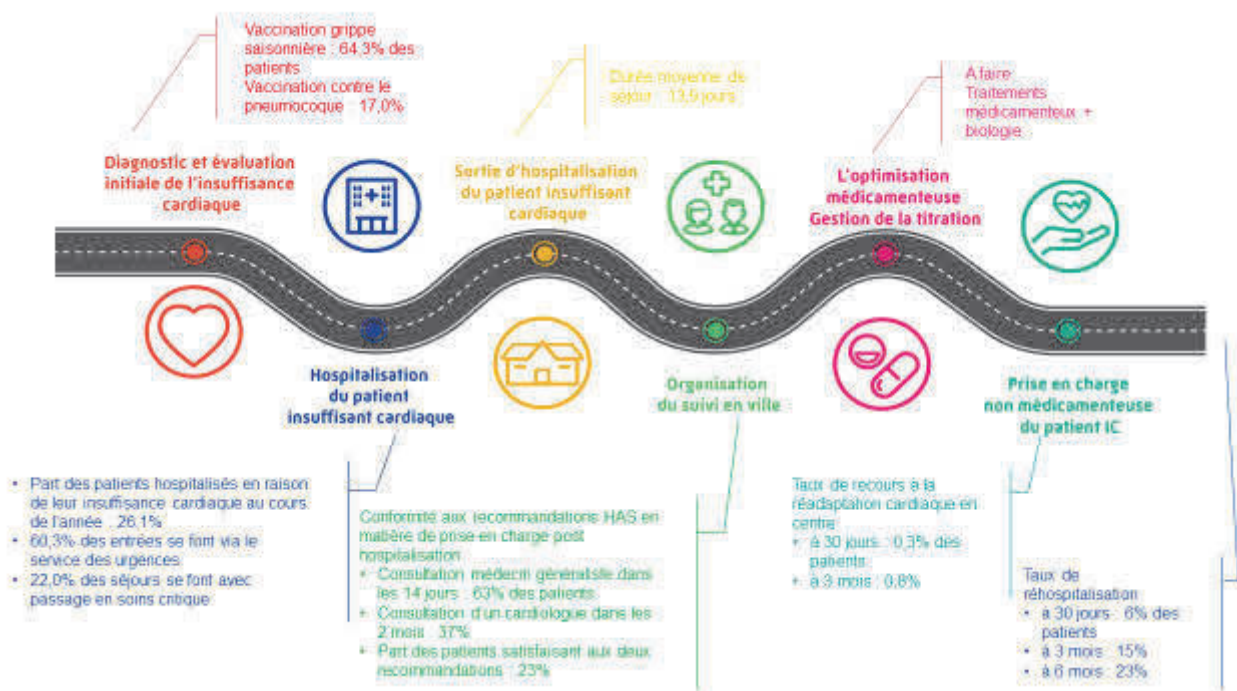 Vaccination grippe
saisonnière : 64,3% des
patients
Vaccination contre le
pneumocoque : 17,0%
Diagnostic et évaluation
initiale de l'insuffisance
cardiaque
Durée moyenne de
séjour : 13,9 jours
Sortie d'hospitalisation
du patient insuffisant
cardiaque
A faire
Traitements
médicamenteux +
biologie
L'optimisation
médicamenteuse
Gestion de la titration
Hospitalisation
du patient
insuffisant cardiaque
Organisation
du suivi en ville
Prise en charge
non médicamenteuse
du patient IC
• Part des patients hospitalisés en raison
de leur insuffisance cardiaque au cours
de l'année : 26,1%
• 60,3% des entrées se font via le
service des urgences
• 22,0% des séjours se font avec
passage en soins critique
Conformité aux recommandations HAS en
matière de prise en charge post
hospitalisation
• Consultation médecin généraliste dans
les 14 jours : 63% des patients
• Consultation d'un cardiologue dans les
2 mois : 37%
• Part des patients satisfaisant aux deux
recommandations : 23%
Taux de recours à la
réadaptation cardiaque en
centre
• à 30 jours : 0,3% des
patients
• à 3 mois : 0,8%
Taux de
réhospitalisation
• à 30 jours : 6% des
patients
• à 3 mois : 15%
• à 6 mois : 23%